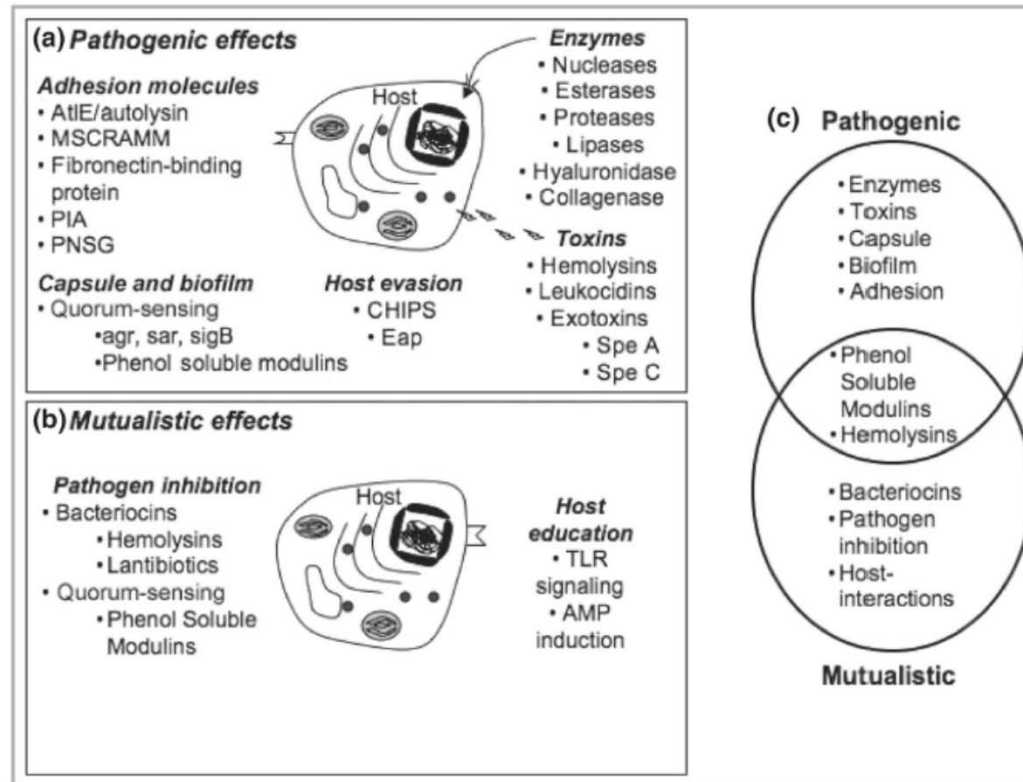 (a) Pathogenic effects
Adhesion molecules
• AtlE/autolysin
• MSCRAMM
• Fibronectin-binding
protein
• PIA
• PNSG
Capsule and biofilm
• Quorum-sensing
•agr, sar, sigB
•Phenol soluble modulins
Host
Host evasion
• CHIPS
• Eap
Enzymes
• Nucleases
• Esterases
• Proteases
• Lipases
• Hyaluronidase
• Collagenase
Toxins
• Hemolysins
• Leukocidins
• Exotoxins
• Spe A
• Spe C
(b) Mutualistic effects
Pathogen inhibition
• Bacteriocins
• Hemolysins
• Lantibiotics
• Quorum-sensing
• Phenol Soluble
Modulins
Host
Host
education
• TLR
signaling
• AMP
induction
(c) Pathogenic
• Enzymes
• Toxins
• Capsule
• Biofilm
• Adhesion
• Phenol
Soluble
Modulins
• Hemolysins
• Bacteriocins
• Pathogen
inhibition
• Host-
interactions
Mutualistic